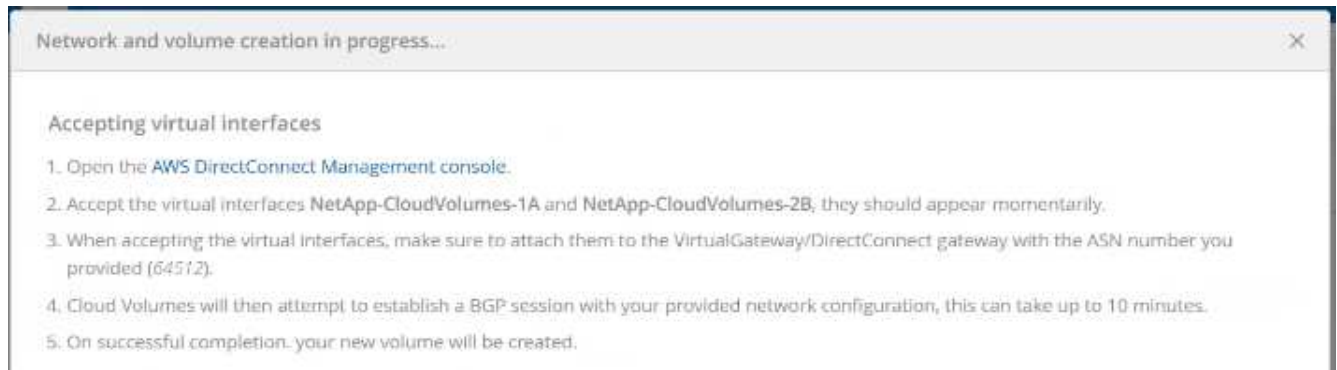 Network and volume creation in progress...
Accepting virtual interfaces
1. Open the AWS DirectConnect Management console.
2. Accept the virtual interfaces NetApp-CloudVolumes-1A and NetApp-CloudVolumes-2B, they should appear momentarily.
3. When accepting the virtual interfaces, make sure to attach them to the VirtualGateway/DirectConnect gateway with the ASN number you
provided (64512).
4. Cloud Volumes will then attempt to establish a BGP session with your provided network configuration, this can take up to 10 minutes.
5. On successful completion. your new volume will be created.